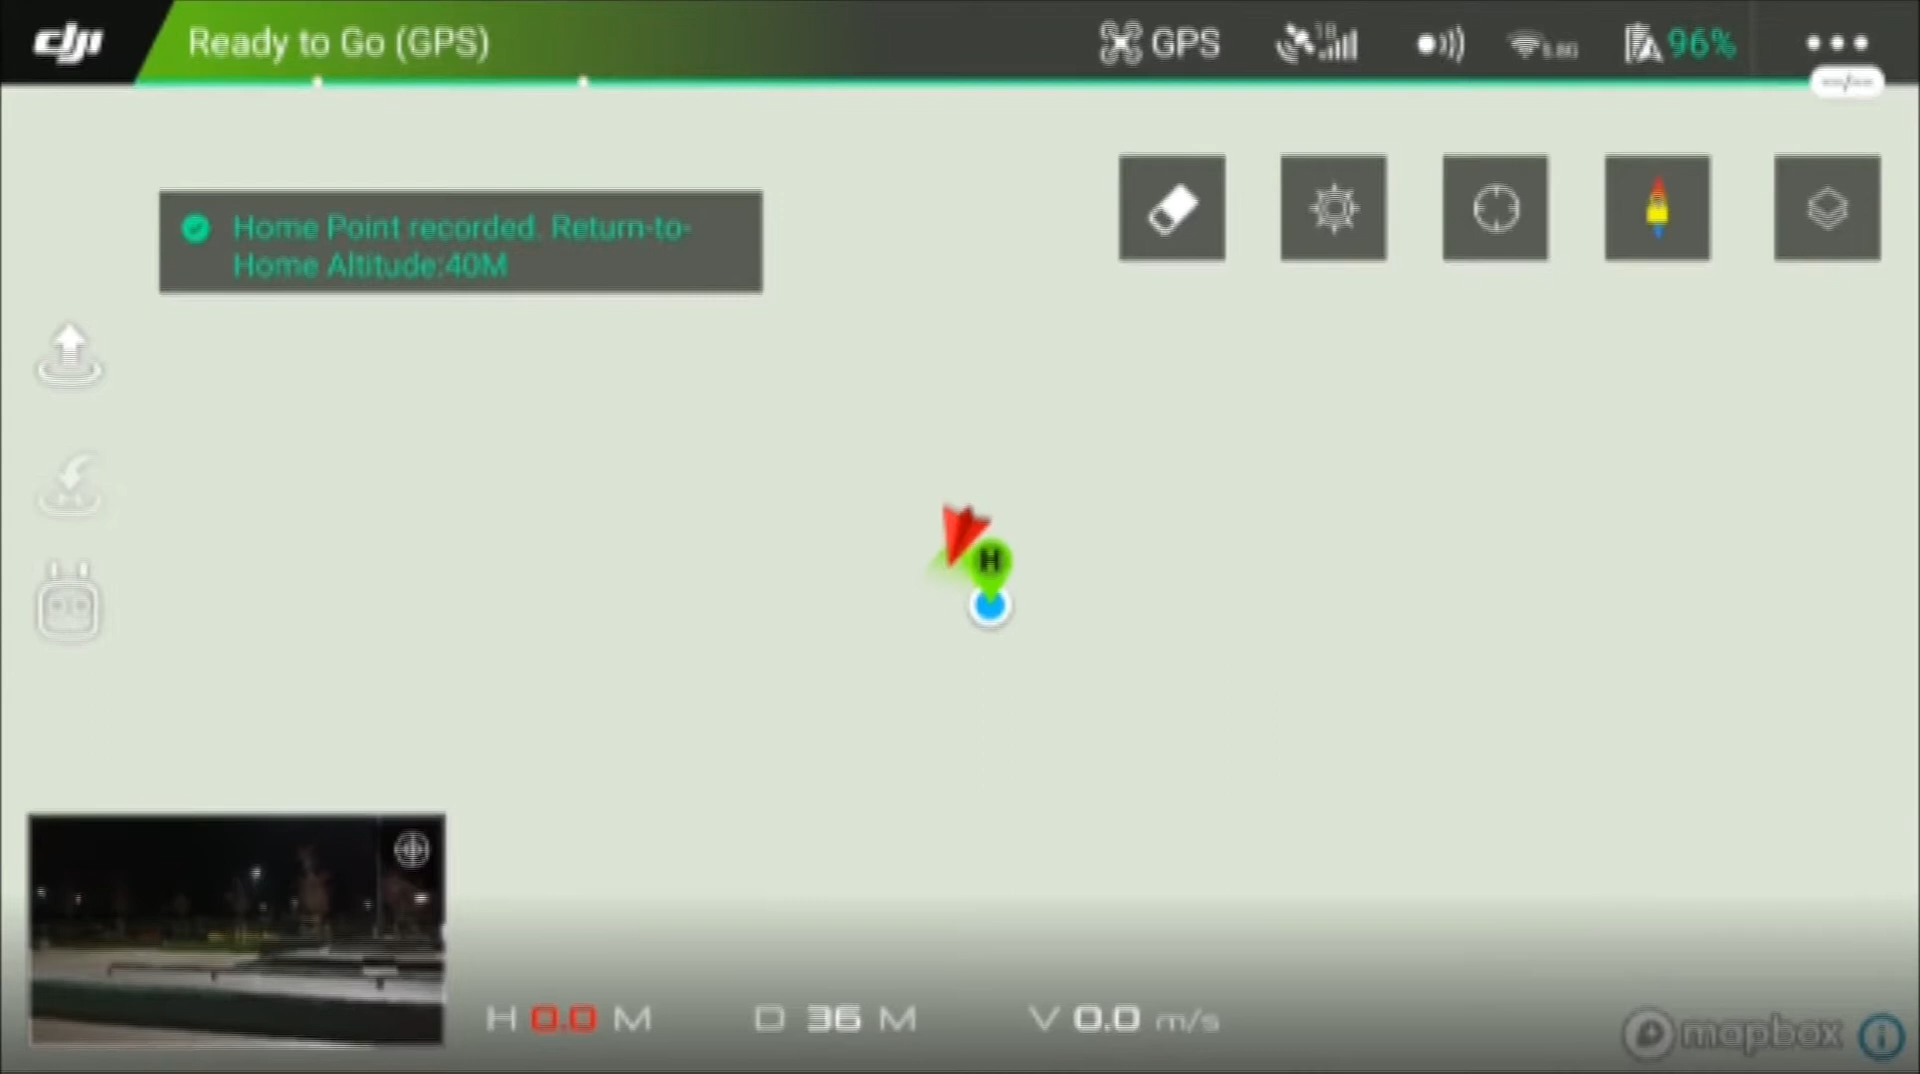 dji
Ready to Go (GPS)
GPS
18
96%
--/--
Home Point recorded. Return-to-
Home Altitude:40M
H
H 0.0 M
D 36 M
V 0.0 m/s
mapbox
i